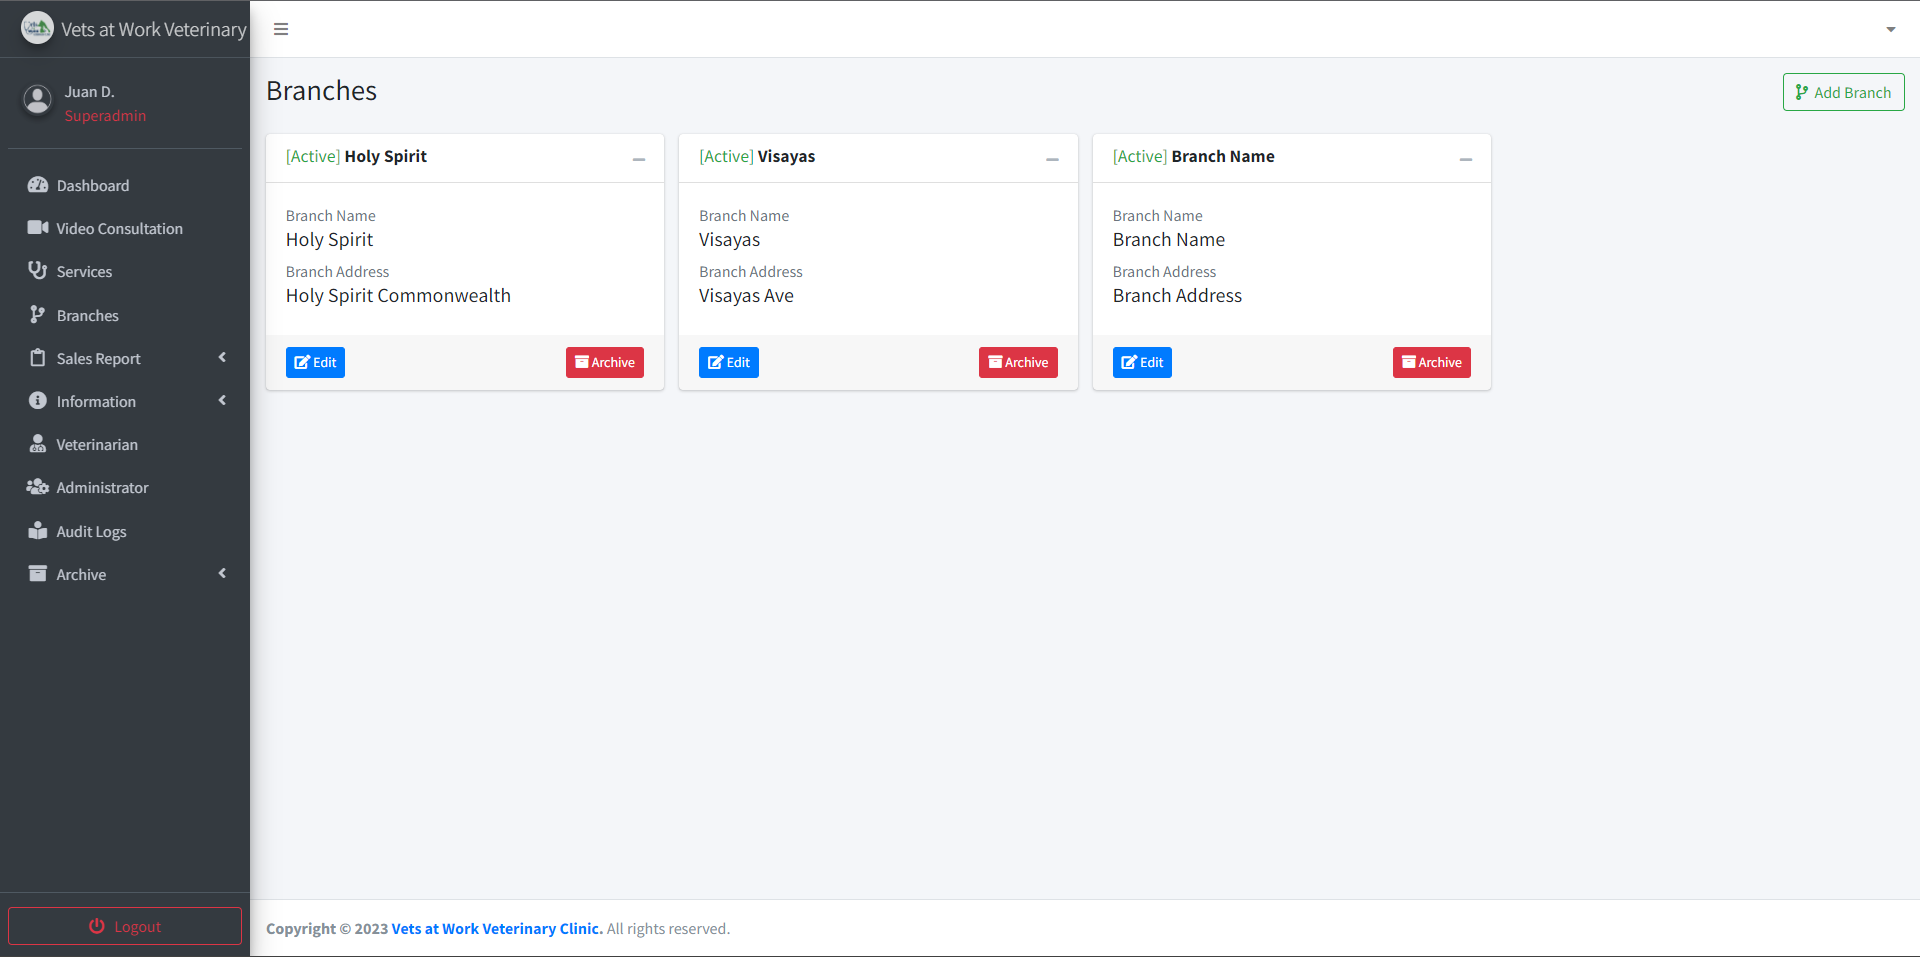 Vets at Work Veterinary
Juan D.
Superadmin
Dashboard
Video Consultation
Services
Branches
Sales Report
Information
Veterinarian
Administrator
Audit Logs
Archive
Logout
Branches
Add Branch
[Active] Holy Spirit
Branch Name
Holy Spirit
Branch Address
Holy Spirit Commonwealth
Edit
Archive
[Active] Visayas
Branch Name
Visayas
Branch Address
Visayas Ave
Edit
Archive
[Active] Branch Name
Branch Name
Branch Name
Branch Address
Branch Address
Edit
Archive
Copyright © 2023 Vets at Work Veterinary Clinic. All rights reserved.